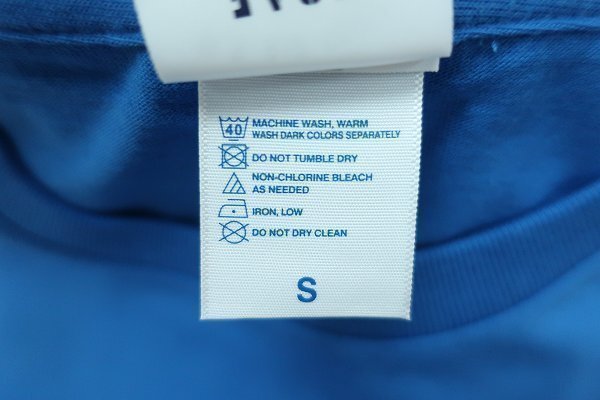 40 MACHINE WASH, WARM
WASH DARK COLORS SEPARATELY
DO NOT TUMBLE DRY
NON-CHLORINE BLEACH
AS NEEDED
IRON, LOW
DO NOT DRY CLEAN
S